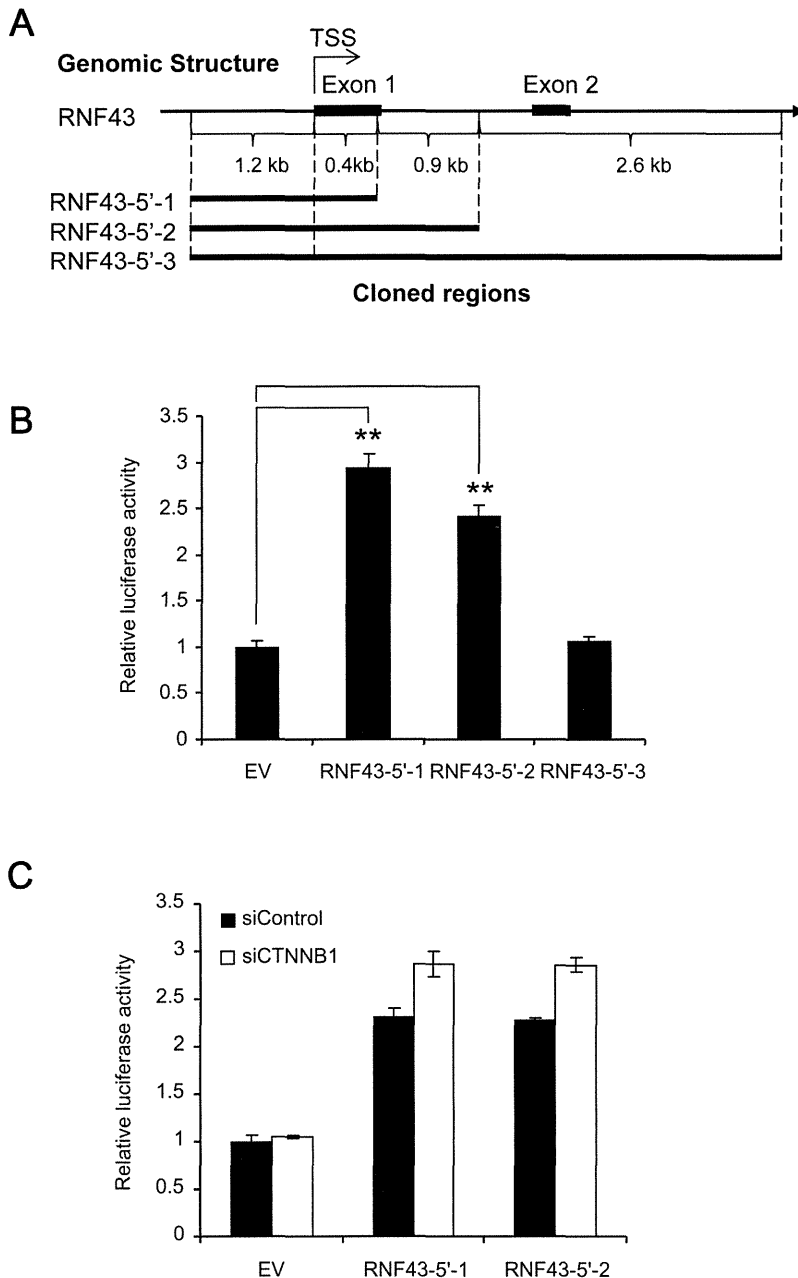 A
TSS
Genomic Structure
Exon 1
Exon 2
RNF43
1.2 kb
0.4kb
0.9 kb
2.6 kb
RNF43-5'-1
RNF43-5'-2
RNF43-5'-3
Cloned regions
B
Relative luciferase activity
3.5
3
2.5
2
1.5
1
0.5
0
**
**
EV
RNF43-5'-1
RNF43-5'-2
RNF43-5'-3
C
Relative luciferase activity
3.5
3
2.5
2
1.5
1
0.5
0
siControl
siCTNNB1
EV
RNF43-5'-1
RNF43-5'-2